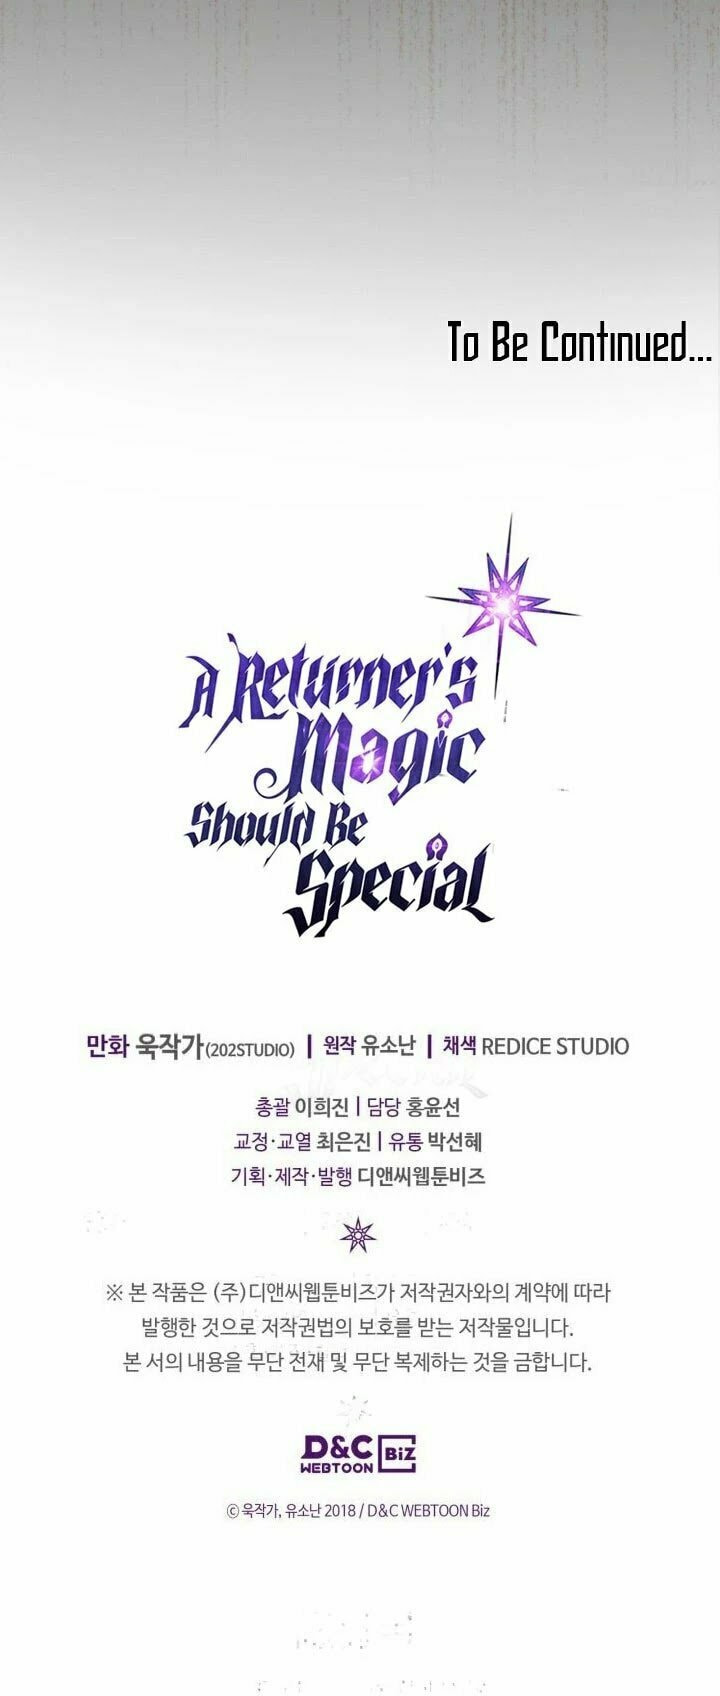 To Be Continued...
A Returner's
Magic
Should Be
Special
만화 욱작가(202STUDIO) | 원작 유소난 | 채색 REDICE STUDIO
총괄 이희진 | 담당 홍윤선
교정·교열 최은진 | 유통 박선혜
기획·제작·발행 디앤씨웹툰비즈
※ 본 작품은 (주)디앤씨웹툰비즈가 저작권자와의 계약에 따라
발행한 것으로 저작권법의 보호를 받는 저작물입니다.
본 서의 내용을 무단 전재 및 무단 복제하는 것을 금합니다.
D&C
WEBTOON BiZ
© 욱작가, 유소난 2018 / D&C WEBTOON Biz